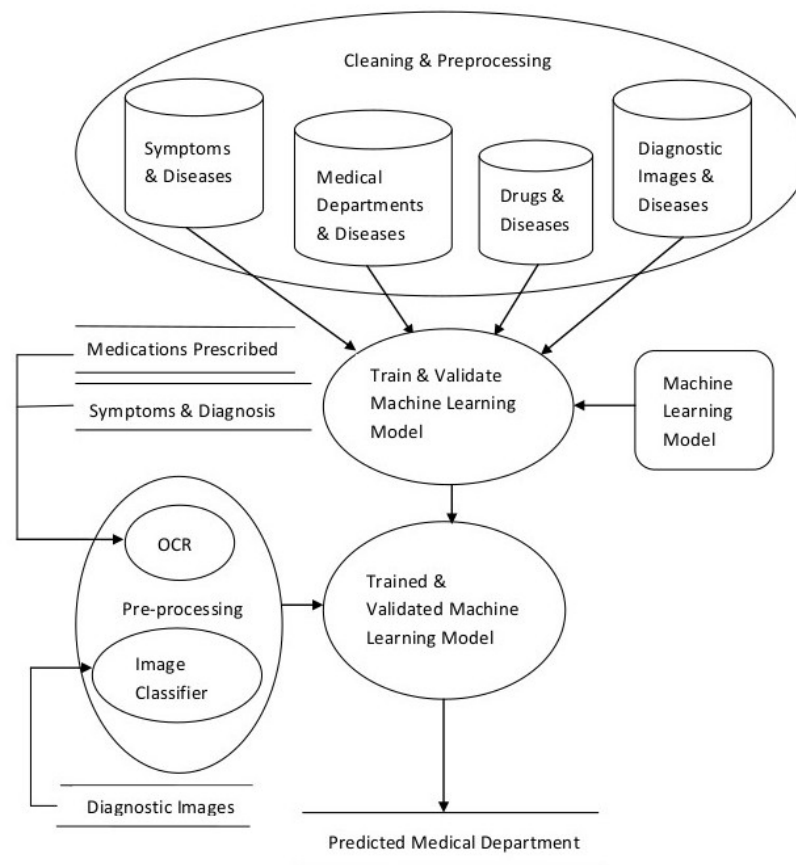 Cleaning & Preprocessing
Symptoms
& Diseases
Medical
Departments
& Diseases
Drugs &
Diseases
Diagnostic
Images &
Diseases
Medications Prescribed
Symptoms & Diagnosis
Train & Validate
Machine Learning
Model
Machine
Learning
Model
OCR
Pre-processing
Image
Classifier
Trained &
Validated Machine
Learning Model
Diagnostic Images
Predicted Medical Department